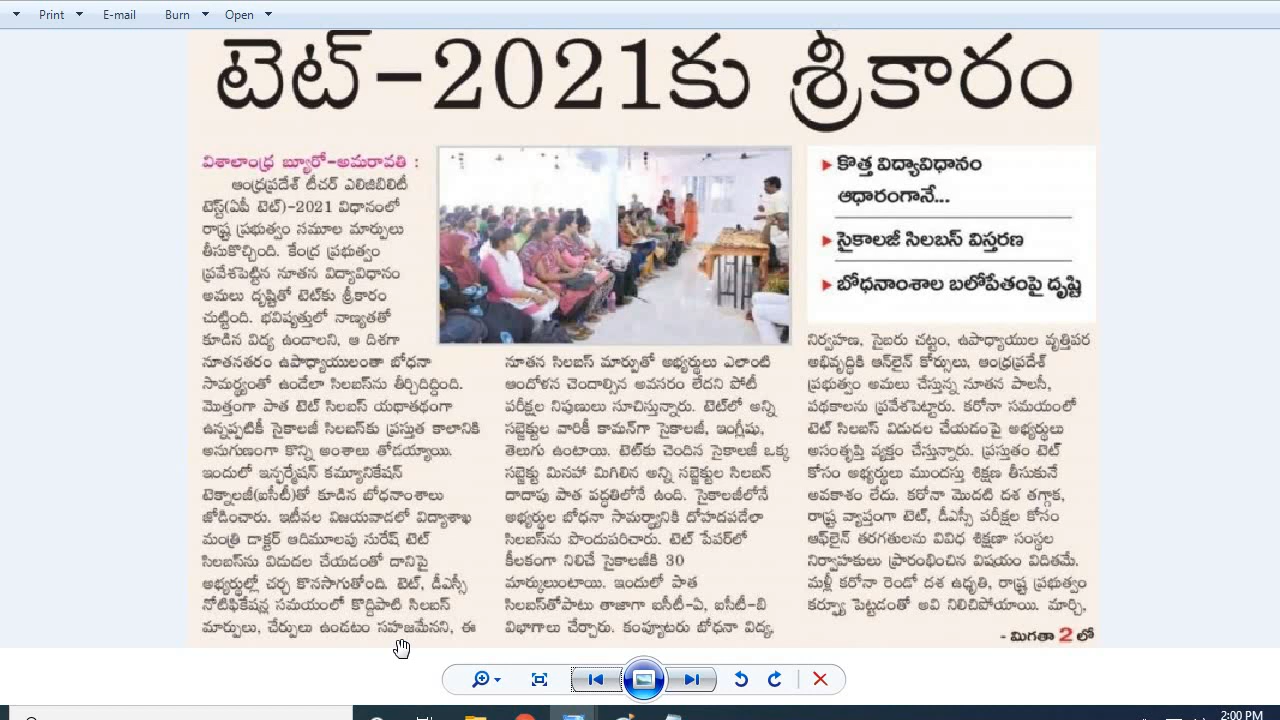 Print
E-mail
Burn
Open
టెట్-2021కు శ్రీకారం
విశాలాంధ్ర బ్యూరో-అమరావతి :
ఆంధ్రప్రదేశ్ టీచర్ ఎలిజిబిలిటీ
టెస్ట్(ఏపీ టెట్)-2021 విధానంలో
రాష్ట్ర ప్రభుత్వం సమూల మార్పులు
తీసుకొచ్చింది. కేంద్ర ప్రభుత్వం
ప్రవేశపెట్టిన నూతన విద్యావిధానం
అమలు దృష్టితో టెట్‌కు శ్రీకారం
చుట్టింది. భవిష్యత్తులో నాణ్యతతో
కూడిన విద్య ఉండాలని, ఆ దిశగా
నూతనతరం ఉపాధ్యాయులంతా బోధనా
సామర్థ్యంతో ఉండేలా సిలబస్‌ను తీర్చిదిద్దింది.
మొత్తంగా పాత టెట్ సిలబస్ యథాతథంగా
ఉన్నప్పటికీ సైకాలజీ సిలబస్‌కు ప్రస్తుత కాలానికి
అనుగుణంగా కొన్ని అంశాలు తోడయ్యాయి.
ఇందులో ఇన్ఫర్మేషన్ కమ్యూనికేషన్
టెక్నాలజీ(ఐసీటీ)తో కూడిన బోధనాంశాలు
జోడించారు. ఇటీవల విజయవాడలో విద్యాశాఖ
మంత్రి డాక్టర్ ఆదిమూలపు సురేష్ టెట్
సిలబస్‌ను విడుదల చేయడంతో దానిపై
అభ్యర్థుల్లో చర్చ కొనసాగుతోంది. టెట్, డీఎస్సీ
నోటిఫికేషన్ల సమయంలో కొద్దిపాటి సిలబస్
మార్పులు, చేర్పులు ఉండటం సహజమేనని, ఈ
నూతన సిలబస్ మార్పుతో అభ్యర్థులు ఎలాంటి
ఆందోళన చెందాల్సిన అవసరం లేదని పోటీ
పరీక్షల నిపుణులు సూచిస్తున్నారు. టెట్‌లో అన్ని
సబ్జెక్టుల వారికీ కామన్‌గా సైకాలజీ, ఇంగ్లీషు,
తెలుగు ఉంటాయి. టెట్‌కు చెందిన సైకాలజీ ఒక్క
సబ్జెక్టు మినహా మిగిలిన అన్ని సబ్జెక్టుల సిలబస్
దాదాపు పాత పద్ధతిలోనే ఉంది. సైకాలజీలోనే
అభ్యర్థుల బోధనా సామర్థ్యానికి దోహదపడేలా
సిలబస్‌ను పొందుపరిచారు. టెట్ పేపర్‌లో
కీలకంగా నిలిచే సైకాలజీకి 30
మార్కులుంటాయి. ఇందులో పాత
సిలబస్‌తోపాటు తాజాగా ఐసీటీ-ఏ, ఐసీటీ-బి
విభాగాలు చేర్చారు. కంప్యూటరు బోధనా విద్య,
▸కొత్త విద్యావిధానం
ఆధారంగానే...
▸సైకాలజీ సిలబస్ విస్తరణ
▸బోధనాంశాల బలోపేతంపై దృష్టి
నిర్వహణ, సైబరు చట్టం, ఉపాధ్యాయుల వృత్తిపర
అభివృద్ధికి ఆన్‌లైన్ కోర్సులు, ఆంధ్రప్రదేశ్
ప్రభుత్వం అమలు చేస్తున్న నూతన పాలసీ,
పథకాలను ప్రవేశపెట్టారు. కరోనా సమయంలో
టెట్ సిలబస్ విడుదల చేయడంపై అభ్యర్థులు
అసంతృప్తి వ్యక్తం చేస్తున్నారు. ప్రస్తుతం టెట్
కోసం అభ్యర్థులు ముందస్తు శిక్షణ తీసుకునే
అవకాశం లేదు. కరోనా మొదటి దశ తగ్గాక,
రాష్ట్ర వ్యాప్తంగా టెట్, డీఎస్సీ పరీక్షల కోసం
ఆఫ్‌లైన్ తరగతులను వివిధ శిక్షణా సంస్థల
నిర్వాహకులు ప్రారంభించిన విషయం విదితమే.
మళ్లీ కరోనా రెండో దశ ఉధృతి, రాష్ట్ర ప్రభుత్వం
కర్ఫ్యూ పెట్టడంతో అవి నిలిచిపోయాయి. మార్చి,
- మిగతా 2 లో
2:00 PM